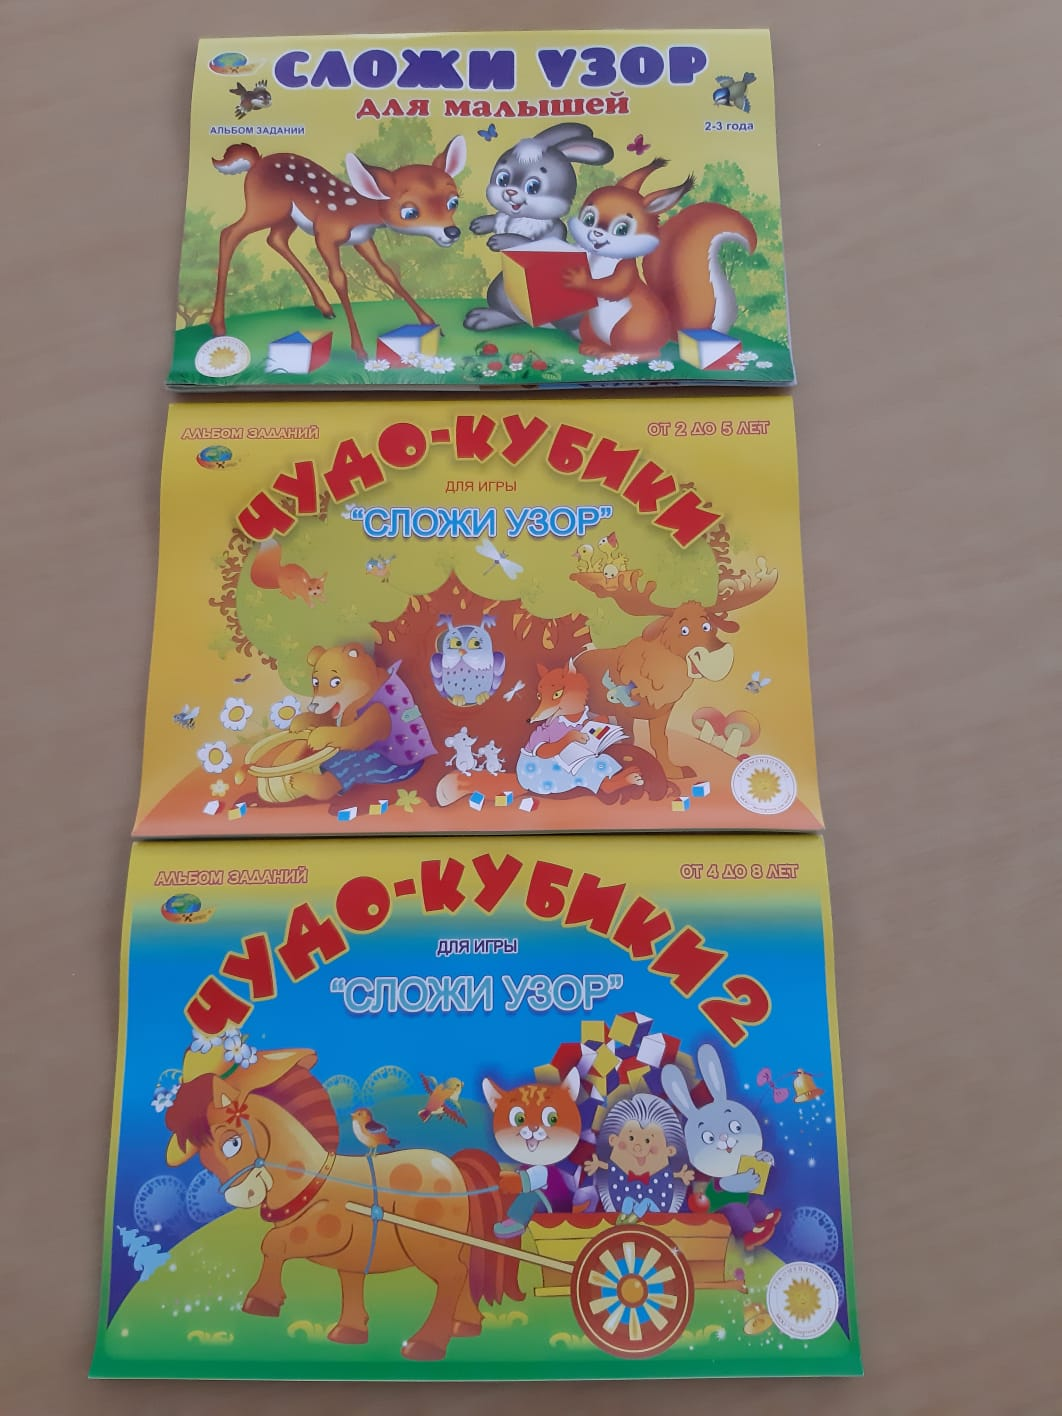 СЛОЖИ УЗОР
для малышей
АЛЬБОМ ЗАДАНИЙ
2-3 года
АЛЬБОМ ЗАДАНИЙ
ОТ 2 ДО 5 ЛЕТ
ЧУДО-КУБИКИ
ДЛЯ ИГРЫ
"СЛОЖИ УЗОР"
АЛЬБОМ ЗАДАНИЙ
ОТ 4 ДО 8 ЛЕТ
ЧУДО-КУБИКИ 2
ДЛЯ ИГРЫ
"СЛОЖИ УЗОР"
РЕКОМЕНДОВАНО